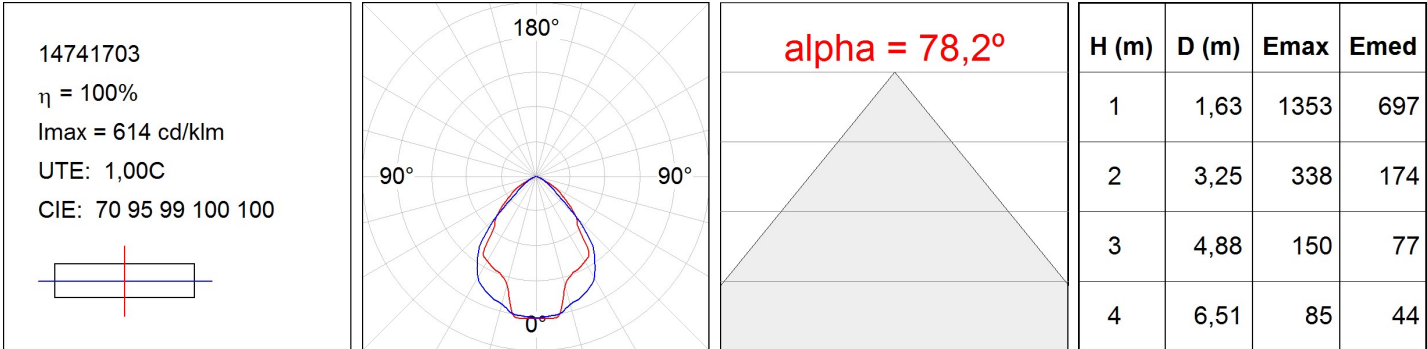 14741703
η = 100%
Imax = 614 cd/klm
UTE: 1,00C
CIE: 70 95 99 100 100
180°
90° 90°
0°
alpha = 78,2º
H (m) D (m) Emax Emed
1 1,63 1353 697
2 3,25 338 174
3 4,88 150 77
4 6,51 85 44